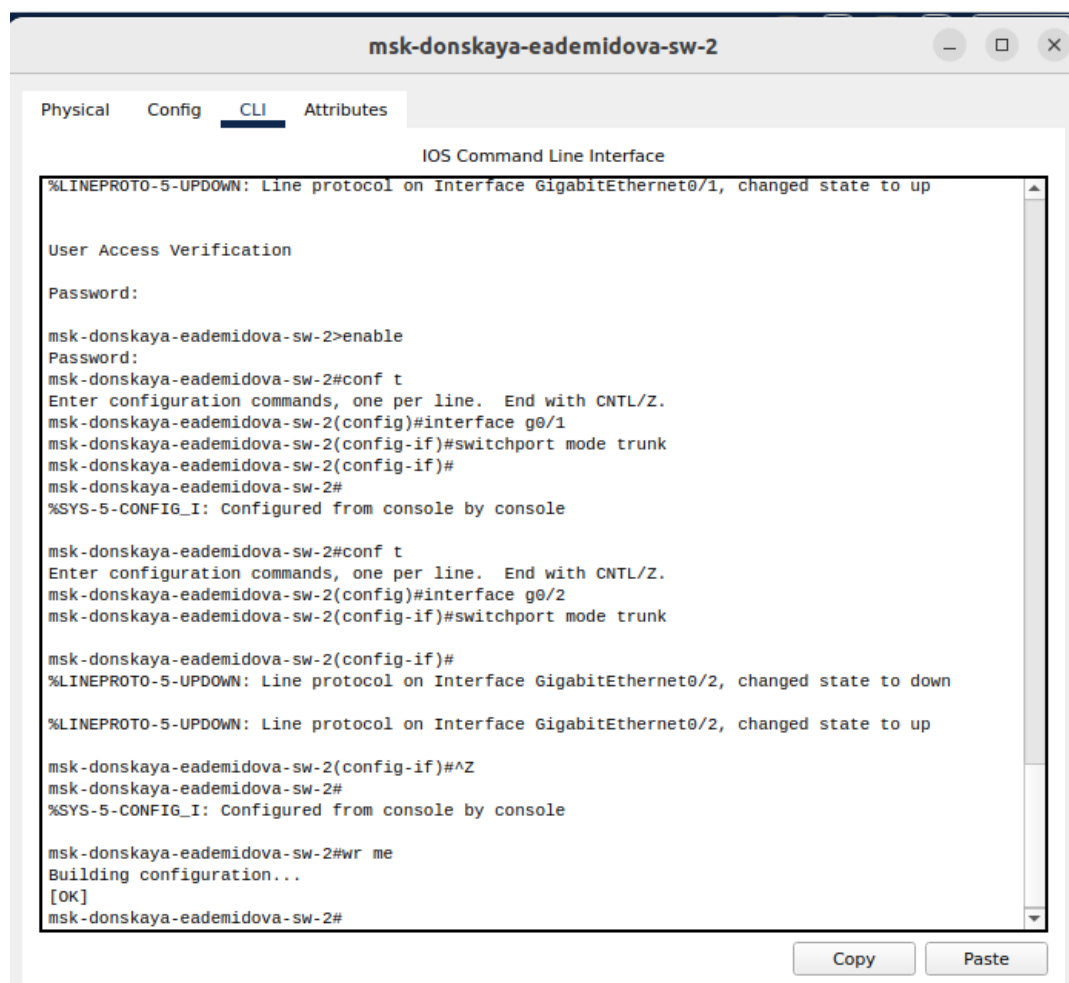 msk-donskaya-eademidova-sw-2
Physical Config CLI Attributes
IOS Command Line Interface
%LINEPROTO-5-UPDOWN: Line protocol on Interface GigabitEthernet0/1, changed state to up
User Access Verification
Password:
msk-donskaya-eademidova-sw-2>enable
Password:
msk-donskaya-eademidova-sw-2#conf t
Enter configuration commands, one per line.  End with CNTL/Z.
msk-donskaya-eademidova-sw-2(config)#interface g0/1
msk-donskaya-eademidova-sw-2(config-if)#switchport mode trunk
msk-donskaya-eademidova-sw-2(config-if)#
msk-donskaya-eademidova-sw-2#
%SYS-5-CONFIG_I: Configured from console by console
msk-donskaya-eademidova-sw-2#conf t
Enter configuration commands, one per line.  End with CNTL/Z.
msk-donskaya-eademidova-sw-2(config)#interface g0/2
msk-donskaya-eademidova-sw-2(config-if)#switchport mode trunk
msk-donskaya-eademidova-sw-2(config-if)#
%LINEPROTO-5-UPDOWN: Line protocol on Interface GigabitEthernet0/2, changed state to down
%LINEPROTO-5-UPDOWN: Line protocol on Interface GigabitEthernet0/2, changed state to up
msk-donskaya-eademidova-sw-2(config-if)#^Z
msk-donskaya-eademidova-sw-2#
%SYS-5-CONFIG_I: Configured from console by console
msk-donskaya-eademidova-sw-2#wr me
Building configuration...
[OK]
msk-donskaya-eademidova-sw-2#
Copy Paste